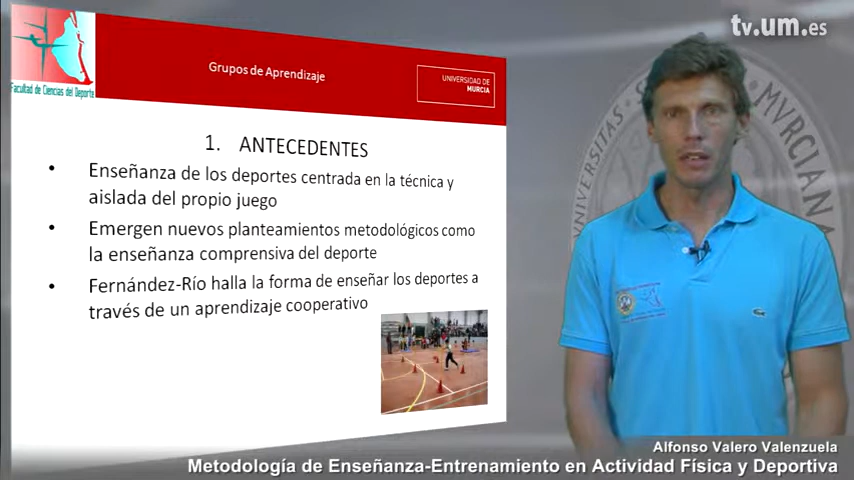 tv.um.es
Facultad de Ciencias del Deporte
Grupos de Aprendizaje
UNIVERSIDAD DE
MURCIA
1. ANTECEDENTES
• Enseñanza de los deportes centrada en la técnica y
aislada del propio juego
• Emergen nuevos planteamientos metodológicos como
la enseñanza comprensiva del deporte
• Fernández-Río halla la forma de enseñar los deportes a
través de un aprendizaje cooperativo
UNIVERSITAS
MVRCIANA
Alfonso Valero Valenzuela
Metodología de Enseñanza-Entrenamiento en Actividad Física y Deportiva